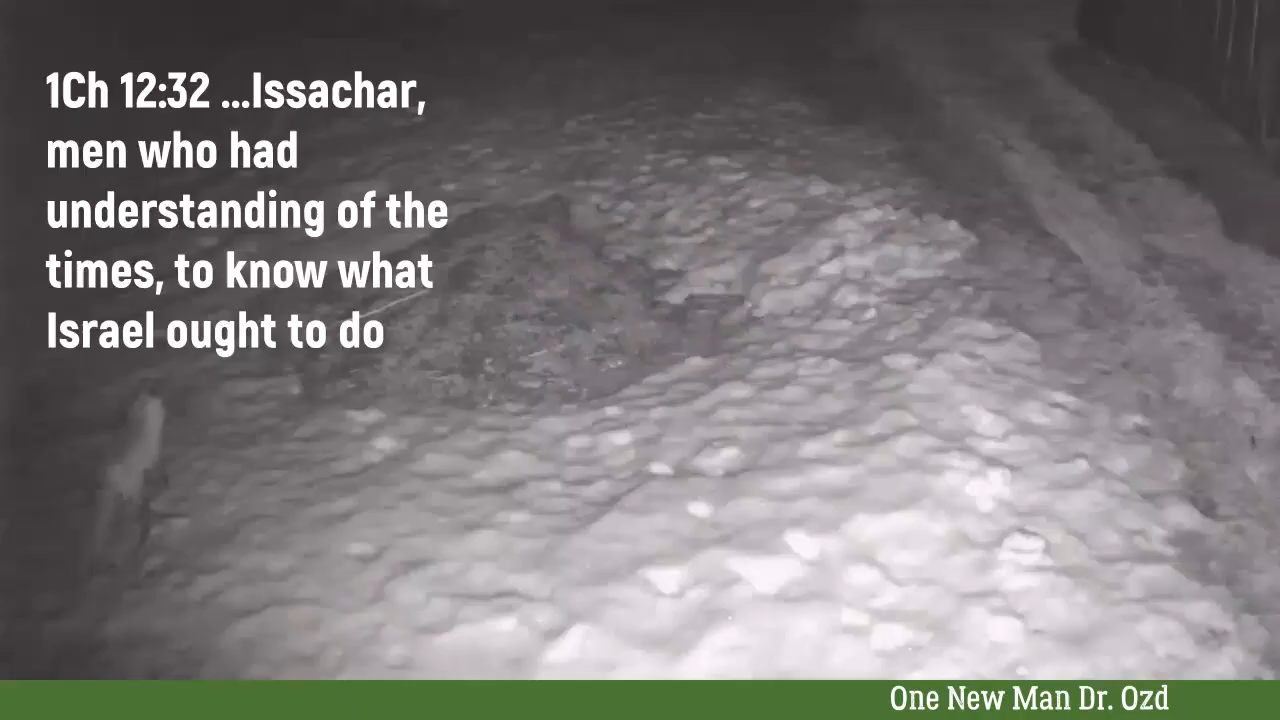 1Ch 12:32 ...Issachar,
men who had
understanding of the
times, to know what
Israel ought to do
One New Man Dr. Ozd